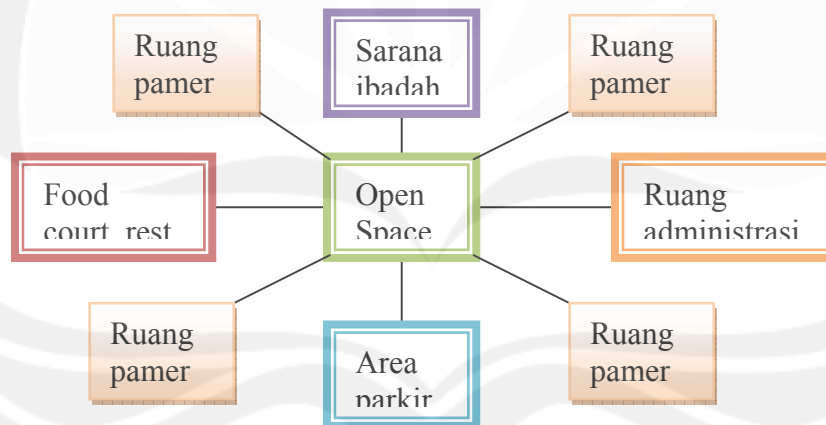 Ruang
pamer
Sarana
ibadah
Ruang
pamer
Food
court, rest
Open
Space
Ruang
administrasi
Ruang
pamer
Area
parkir
Ruang
pamer